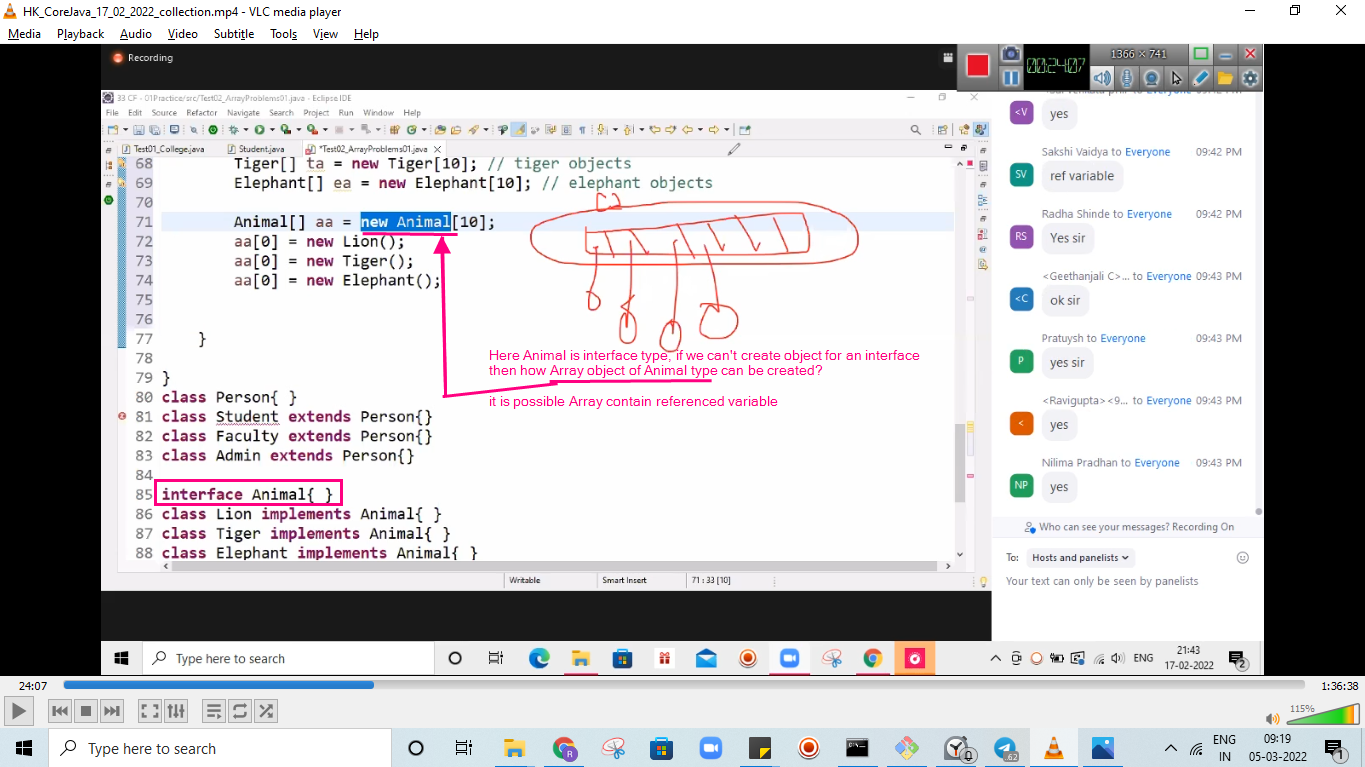 HK_CoreJava_17_02_2022_collection.mp4 - VLC media player
Media Playback Audio Video Subtitle Tools View Help
Recording
1366 × 741
00:24:07
33 CF - 01Practice/src/Test02_ArrayProblems01.java - Eclipse IDE
File Edit Source Refactor Navigate Search Project Run Window Help
Test01_College.java Student.java *Test02_ArrayProblems01.java
68 Tiger[] ta = new Tiger[10]; // tiger objects
69 Elephant[] ea = new Elephant[10]; // elephant objects
70
71 Animal[] aa = new Animal[10];
72 aa[0] = new Lion();
73 aa[0] = new Tiger();
74 aa[0] = new Elephant();
75
76
77 }
78
79 }
80 class Person{ }
81 class Student extends Person{}
82 class Faculty extends Person{}
83 class Admin extends Person{}
84
85 interface Animal{ }
86 class Lion implements Animal{ }
87 class Tiger implements Animal{ }
88 class Elephant implements Animal{ }
Here Animal is interface type, if we can't create object for an interface
then how Array object of Animal type can be created?
it is possible Array contain referenced variable
Writable Smart Insert 71 : 33 [10]
Everyone 09:42 PM
<V yes
Sakshi Vaidya to Everyone 09:42 PM
SV ref variable
Radha Shinde to Everyone 09:42 PM
RS Yes sir
<Geethanjali C>... to Everyone 09:43 PM
<C ok sir
Pratuysh to Everyone 09:43 PM
P yes sir
<Ravigupta> <9... to Everyone 09:43 PM
< yes
Nilima Pradhan to Everyone 09:43 PM
NP yes
Who can see your messages? Recording On
To: Hosts and panelists
Your text can only be seen by panelists
Type here to search
ENG
21:43
17-02-2022
2
24:07
1:36:38
115%
Type here to search
R
62
ENG
IN
09:19
05-03-2022
1